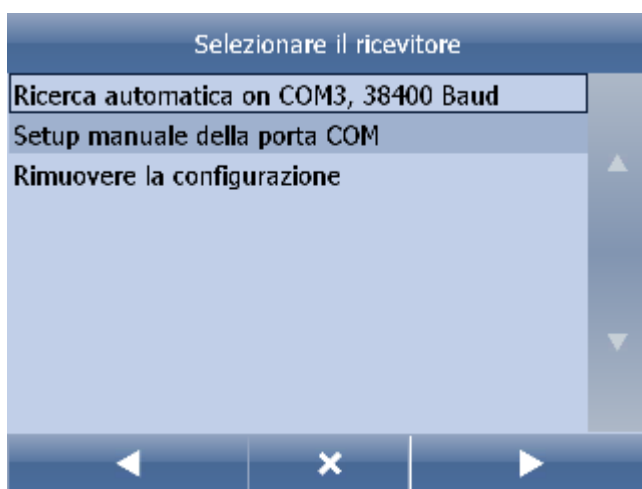 Selezionare il ricevitore
Ricerca automatica on COM3, 38400 Baud
Setup manuale della porta COM
Rimuovere la configurazione